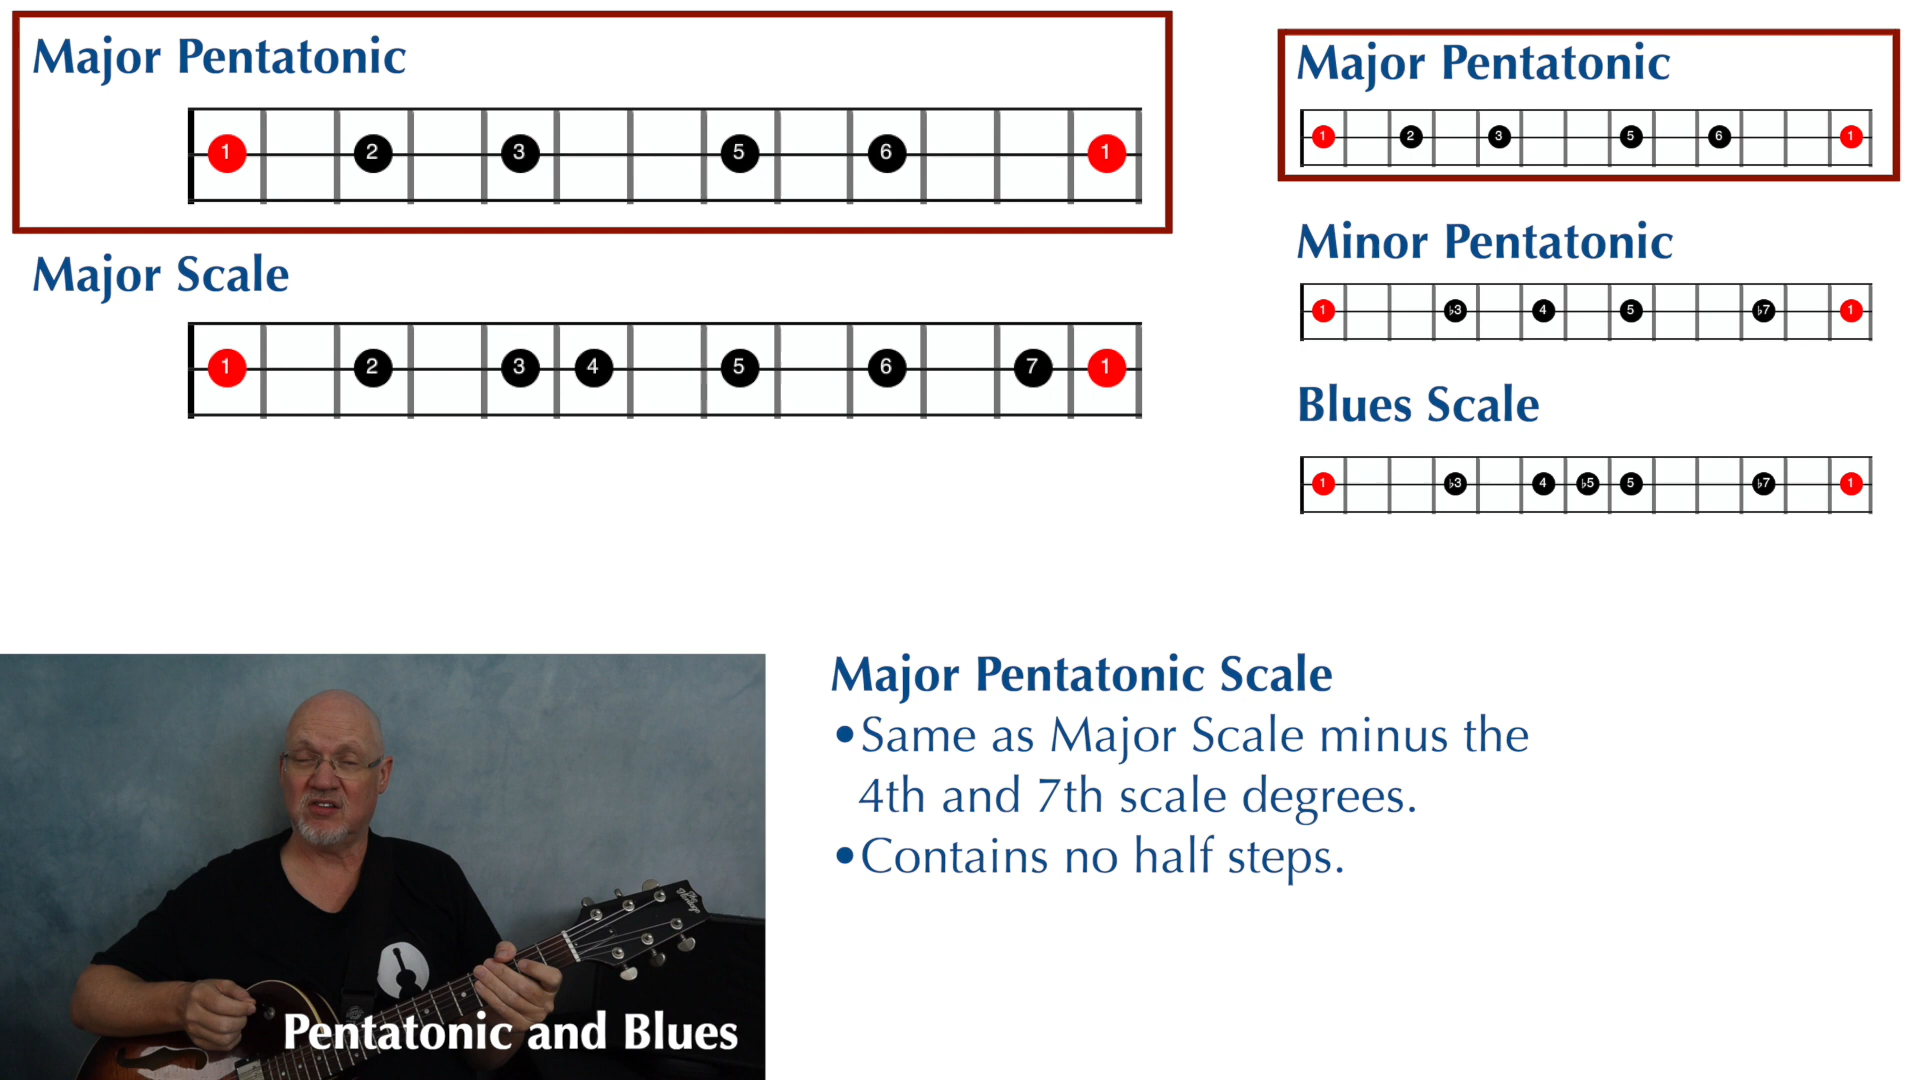 Major Pentatonic
1 2 3 5 6 1
Major Scale
1 2 3 4 5 6 7 1
Major Pentatonic
1 2 3 5 6 1
Minor Pentatonic
1 ♭3 4 5 ♭7 1
Blues Scale
1 ♭3 4 ♭5 5 ♭7 1
Pentatonic and Blues
Major Pentatonic Scale
•Same as Major Scale minus the
4th and 7th scale degrees.
•Contains no half steps.